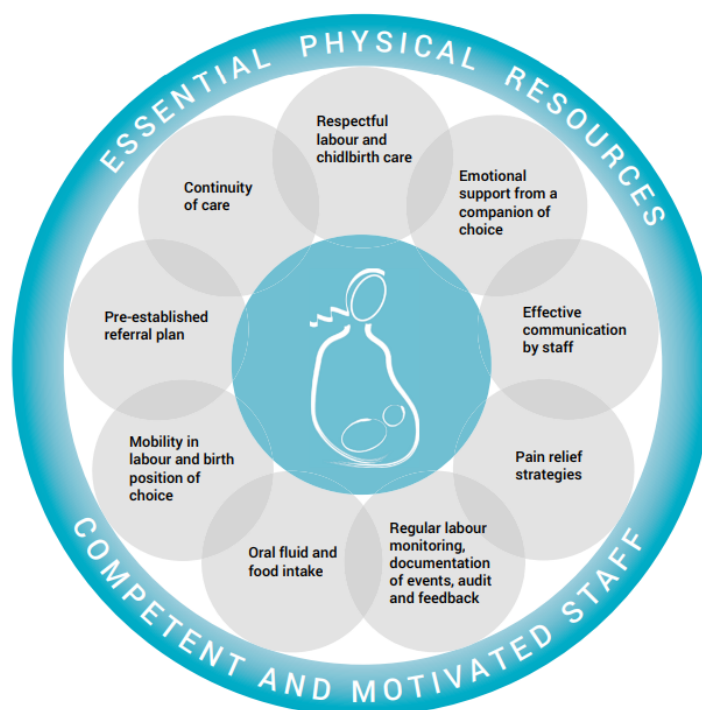 ESSENTIAL PHYSICAL RESOURCES
Respectful
labour and
chidlbirth care
Emotional
support from a
companion of
choice
Effective
communication
by staff
Pain relief
strategies
Regular labour
monitoring,
documentation
of events, audit
and feedback
Oral fluid and
food intake
Mobility in
labour and birth
position of
choice
Pre-established
referral plan
Continuity
of care
COMPETENT AND MOTIVATED STAFF